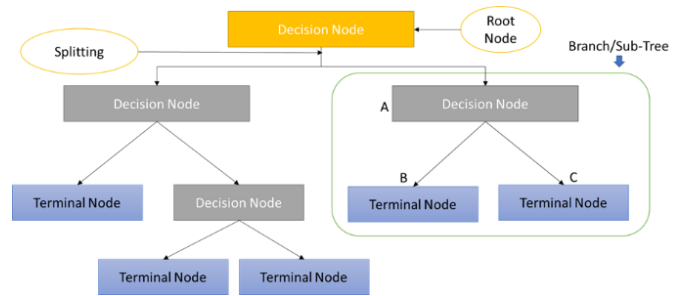 Decision Node
Root
Node
Splitting
Branch/Sub-Tree
Decision Node
A
Decision Node
B
C
Terminal Node
Decision Node
Terminal Node
Terminal Node
Terminal Node
Terminal Node